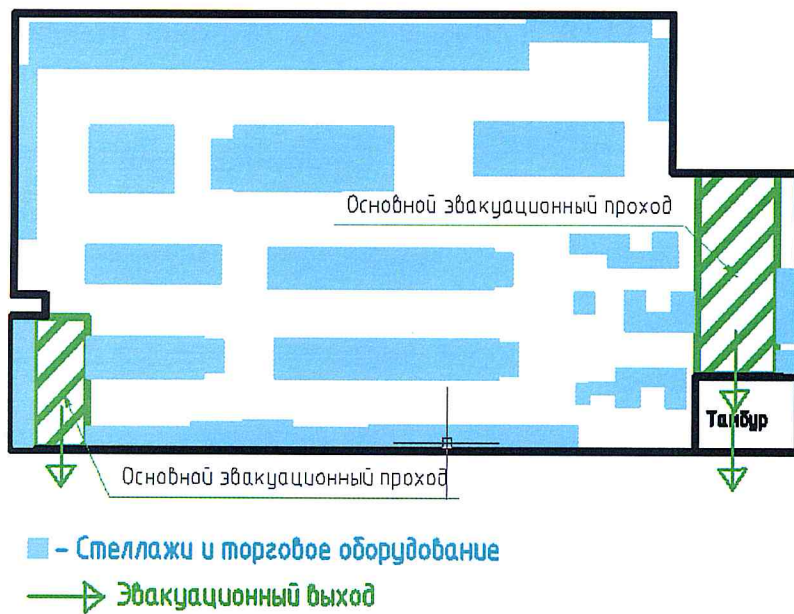 Основной эвакуационный проход
Тамбур
Основной эвакуационный проход
- Стеллажи и торговое оборудование
Эвакуационный выход